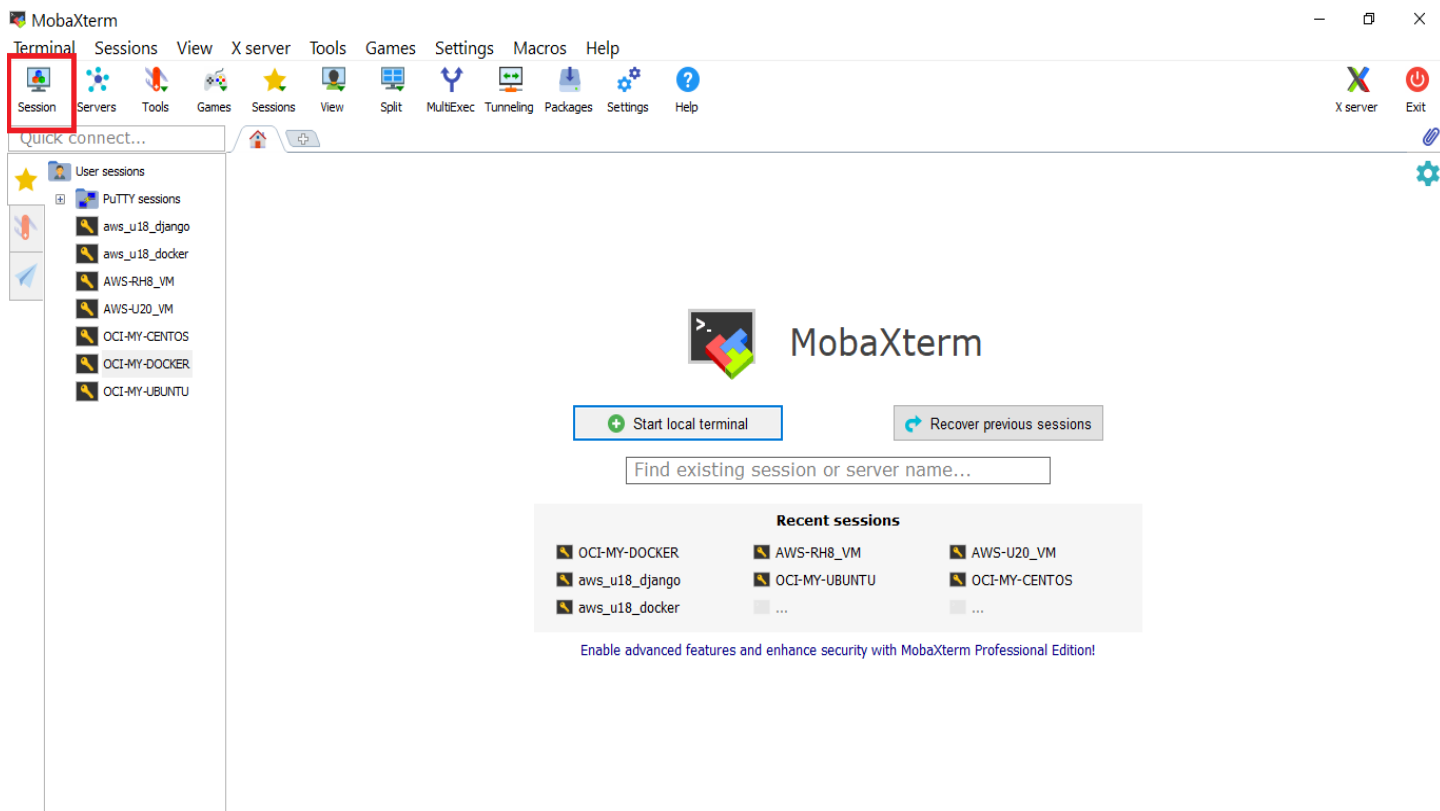 MobaXterm
Terminal Sessions View X server Tools Games Settings Macros Help
Session Servers Tools Games Sessions View Split MultiExec Tunneling Packages Settings Help X server Exit
Quick connect...
User sessions
PuTTY sessions
aws_u18_django
aws_u18_docker
AWS-RH8_VM
AWS-U20_VM
OCI-MY-CENTOS
OCI-MY-DOCKER
OCI-MY-UBUNTU
>_
MobaXterm
Start local terminal Recover previous sessions
Find existing session or server name...
Recent sessions
OCI-MY-DOCKER AWS-RH8_VM AWS-U20_VM
aws_u18_django OCI-MY-UBUNTU OCI-MY-CENTOS
aws_u18_docker ... ...
Enable advanced features and enhance security with MobaXterm Professional Edition!